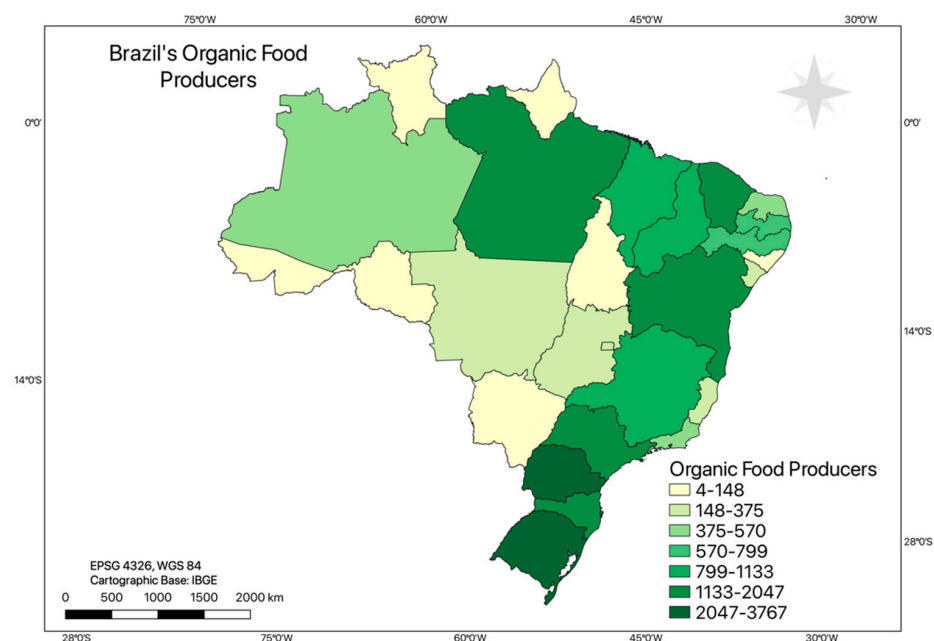 75°0'W 60°0'W 45°0'W 30°0'W
Brazil's Organic Food
Producers
0°0' 0°0'
14°0'S
14°0'S
Organic Food Producers
4-148
148-375
375-570
570-799
799-1133
1133-2047
2047-3767
28°0'S
EPSG 4326, WGS 84
Cartographic Base: IBGE
0 500 1000 1500 2000 km
28°0'S 75°0'W 60°0'W 45°0'W 30°0'W